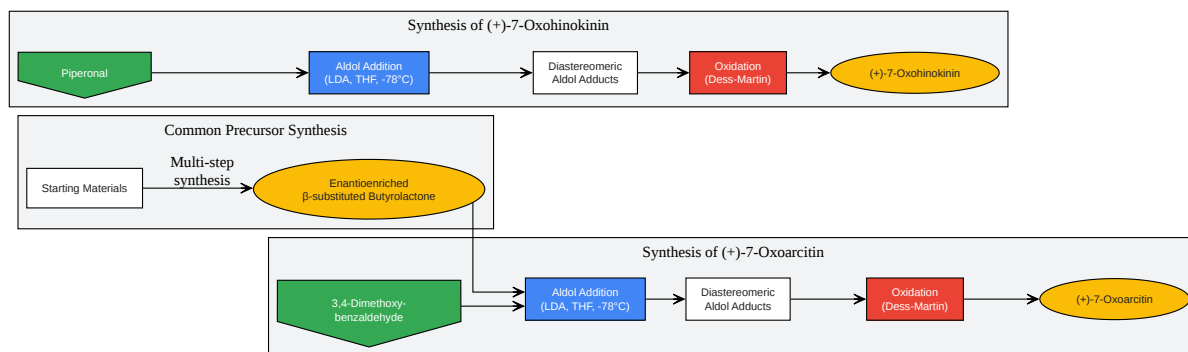 Synthesis of (+)-7-Oxohinokinin
Piperonal
Aldol Addition
(LDA, THF, -78°C)
Diastereomeric
Aldol Adducts
Oxidation
(Dess-Martin)
(+)-7-Oxohinokinin
Common Precursor Synthesis
Starting Materials
Multi-step
synthesis
Enantioenriched
β-substituted Butyrolactone
Synthesis of (+)-7-Oxoarcitin
3,4-Dimethoxy-
benzaldehyde
Aldol Addition
(LDA, THF, -78°C)
Diastereomeric
Aldol Adducts
Oxidation
(Dess-Martin)
(+)-7-Oxoarcitin